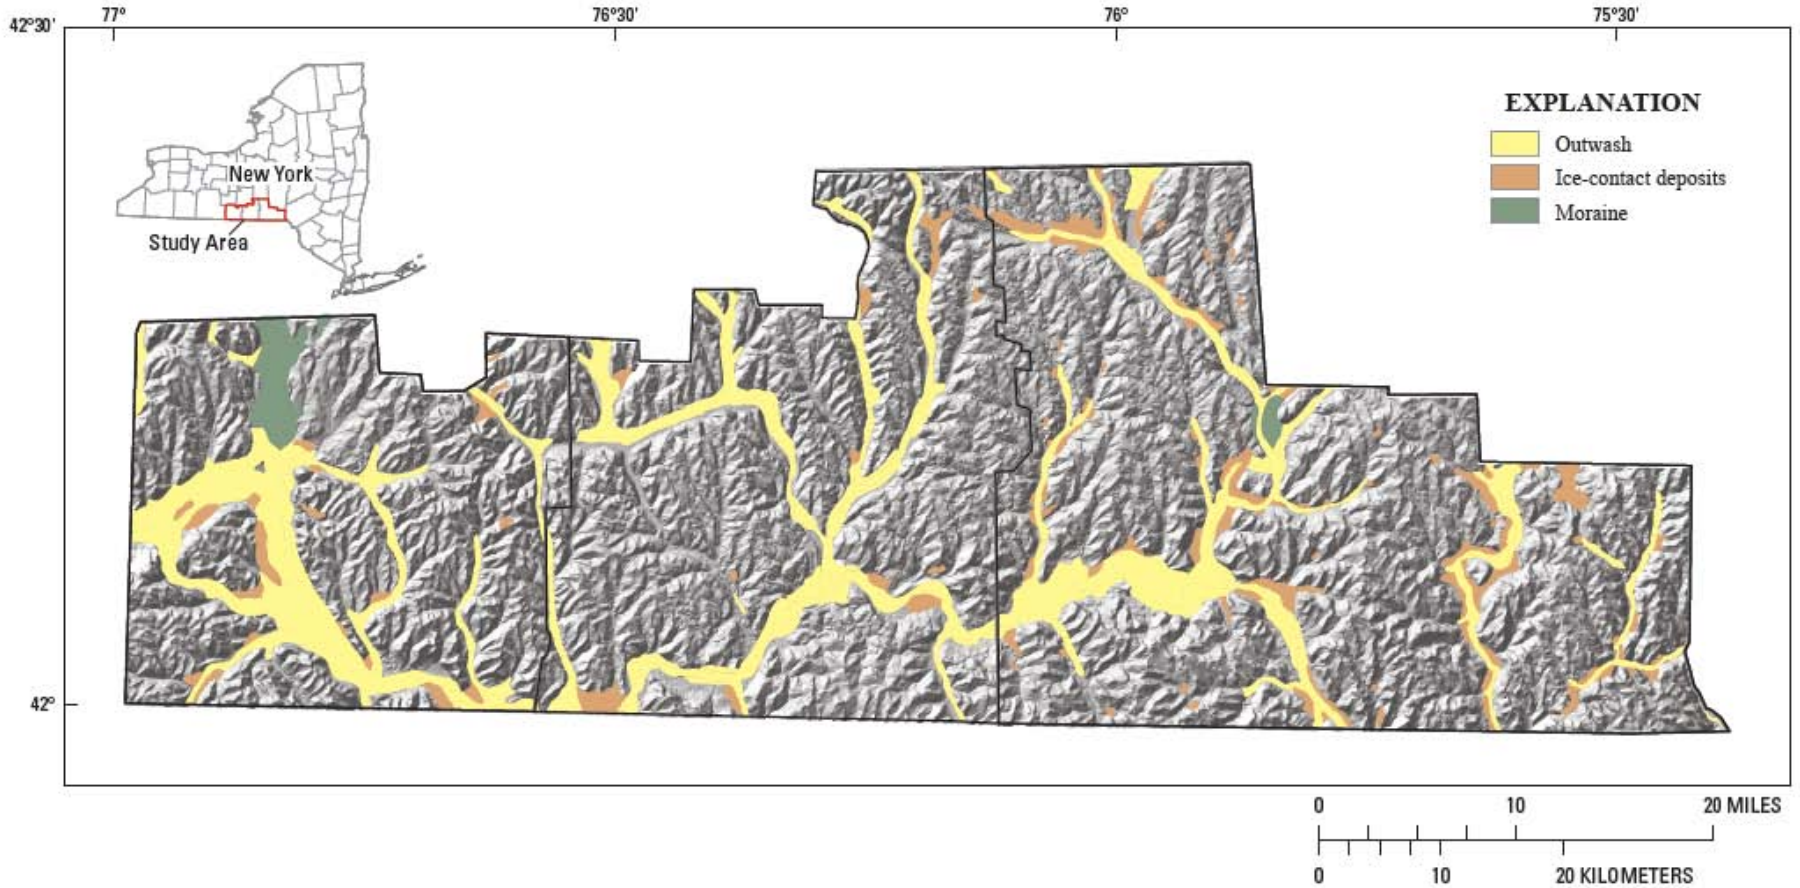 77°
76°30'
76°
75°30'
42°30'
EXPLANATION
Outwash
Ice-contact deposits
Moraine
New York
Study Area
42°
0
10
20 MILES
0
10
20 KILOMETERS